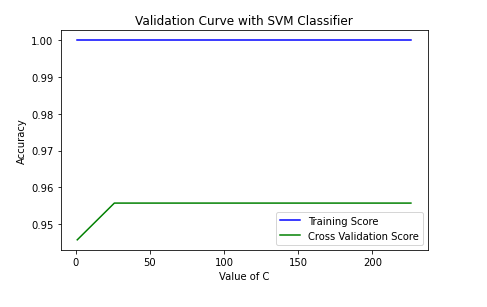 Validation Curve with SVM Classifier
1.00
0.99
0.98
0.97
0.96
0.95
Accuracy
Training Score
Cross Validation Score
0 50 100 150 200
Value of C